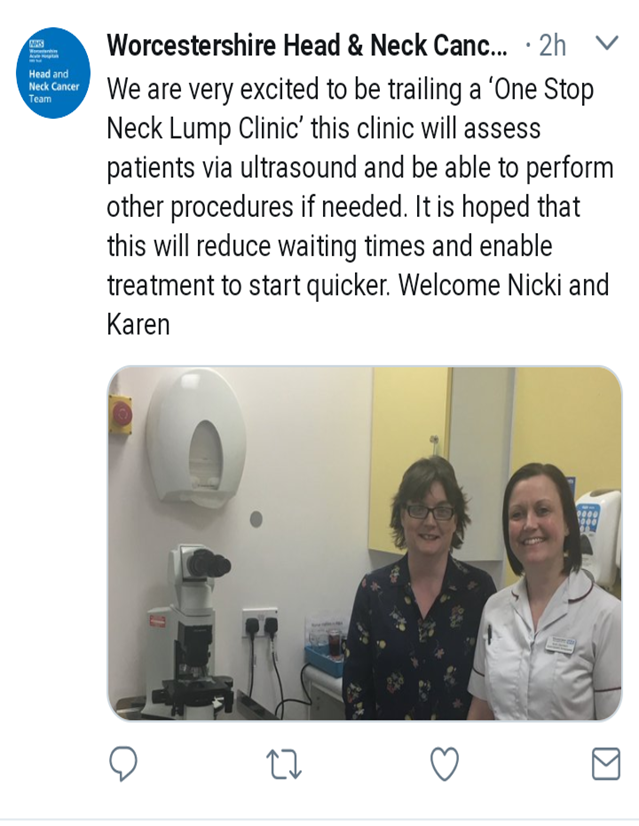 NHS
Worcestershire
Acute Hospitals
Head and
Neck Cancer
Team
Worcestershire Head & Neck Canc... · 2h
We are very excited to be trailing a ‘One Stop
Neck Lump Clinic’ this clinic will assess
patients via ultrasound and be able to perform
other procedures if needed. It is hoped that
this will reduce waiting times and enable
treatment to start quicker. Welcome Nicki and
Karen